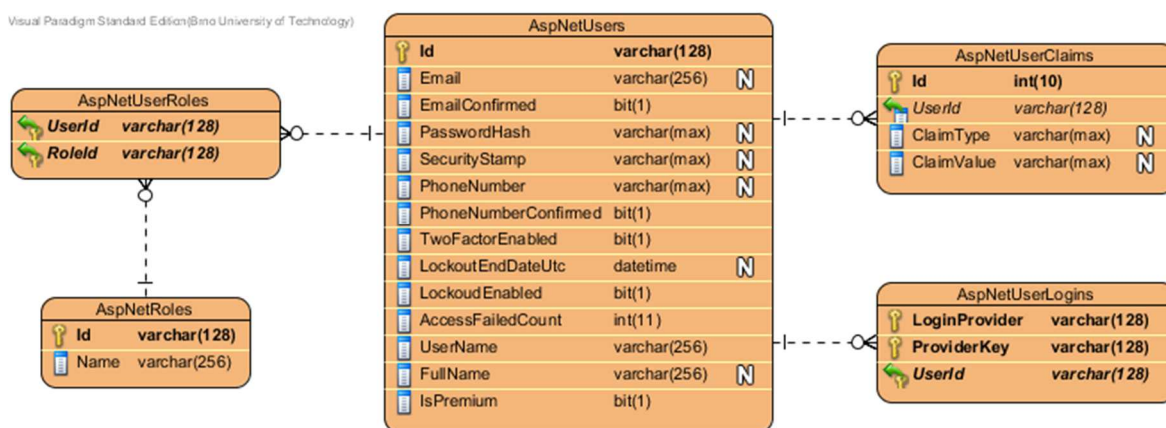 Visual Paradigm Standard Edition(Brno University of Technology)
AspNetUserRoles
UserId varchar(128)
RoleId varchar(128)
AspNetRoles
Id varchar(128)
Name varchar(256)
AspNetUsers
Id varchar(128)
Email varchar(256) N
EmailConfirmed bit(1)
PasswordHash varchar(max) N
SecurityStamp varchar(max) N
PhoneNumber varchar(max) N
PhoneNumberConfirmed bit(1)
TwoFactorEnabled bit(1)
LockoutEndDateUtc datetime N
LockoudEnabled bit(1)
AccessFailedCount int(11)
UserName varchar(256)
FullName varchar(256) N
IsPremium bit(1)
AspNetUserClaims
Id int(10)
UserId varchar(128)
ClaimType varchar(max) N
ClaimValue varchar(max) N
AspNetUserLogins
LoginProvider varchar(128)
ProviderKey varchar(128)
UserId varchar(128)